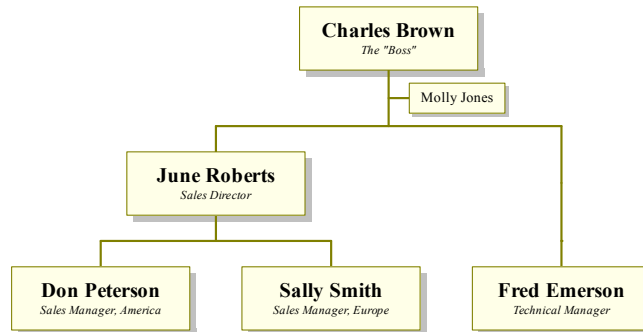 Charles Brown
The "Boss"
Molly Jones
June Roberts
Sales Director
Don Peterson
Sales Manager, America
Sally Smith
Sales Manager, Europe
Fred Emerson
Technical Manager